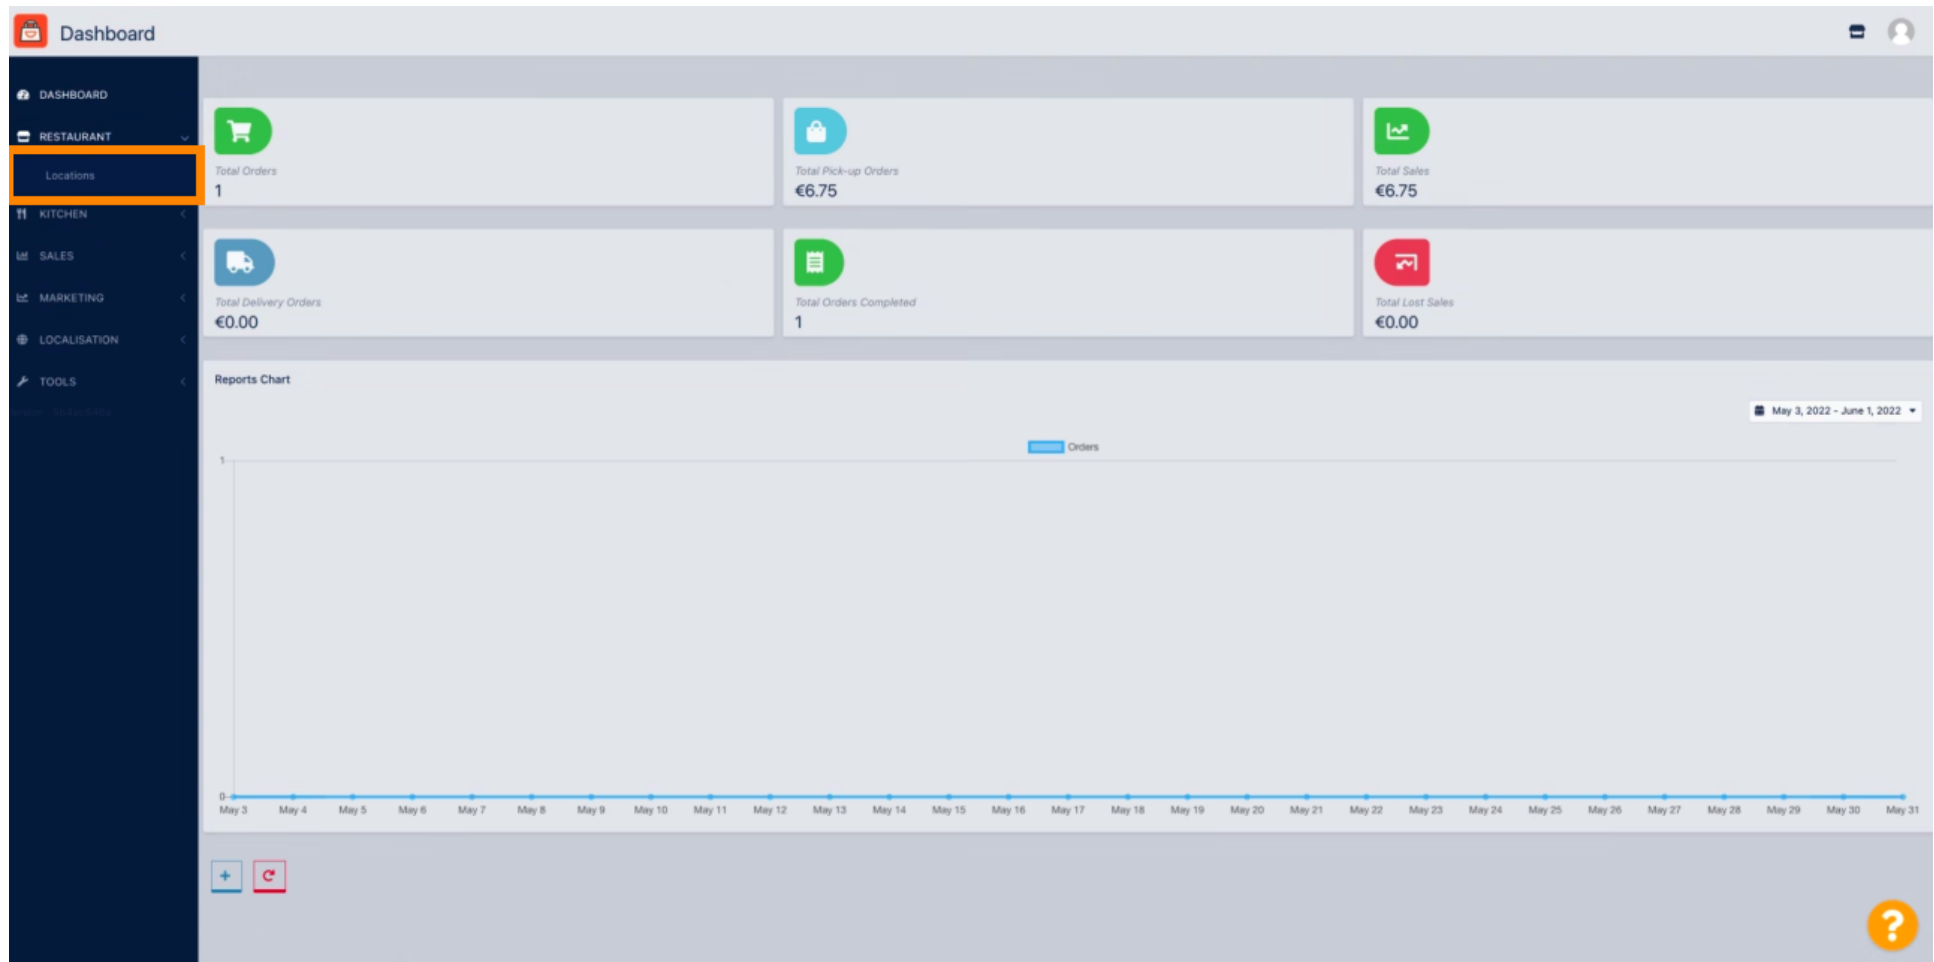 Dashboard
DASHBOARD
RESTAURANT
Locations
KITCHEN
SALES
MARKETING
LOCALISATION
TOOLS
Total Orders
1
Total Pick-up Orders
€6.75
Total Sales
€6.75
Total Delivery Orders
€0.00
Total Orders Completed
1
Total Lost Sales
€0.00
Reports Chart
May 3, 2022 - June 1, 2022
Orders
1
0
May 3 May 4 May 5 May 6 May 7 May 8 May 9 May 10 May 11 May 12 May 13 May 14 May 15 May 16 May 17 May 18 May 19 May 20 May 21 May 22 May 23 May 24 May 25 May 26 May 27 May 28 May 29 May 30 May 31
+
?